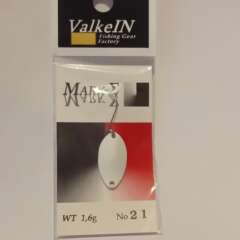 ValkeIN
Fishing Gear
Factory
WT 1,6g No 21